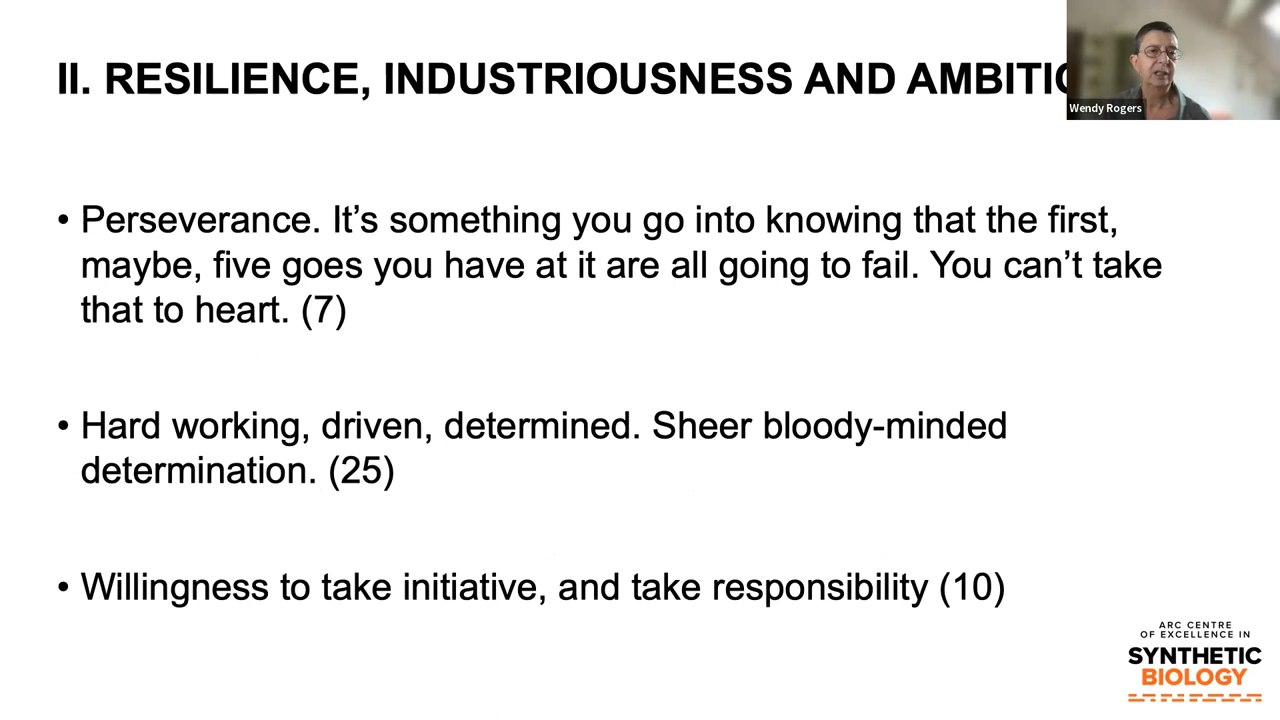 II. RESILIENCE, INDUSTRIOUSNESS AND AMBITIO
Wendy Rogers
• Perseverance. It’s something you go into knowing that the first,
maybe, five goes you have at it are all going to fail. You can’t take
that to heart. (7)
• Hard working, driven, determined. Sheer bloody-minded
determination. (25)
• Willingness to take initiative, and take responsibility (10)
ARC CENTRE
OF EXCELLENCE IN
SYNTHETIC
BIOLOGY